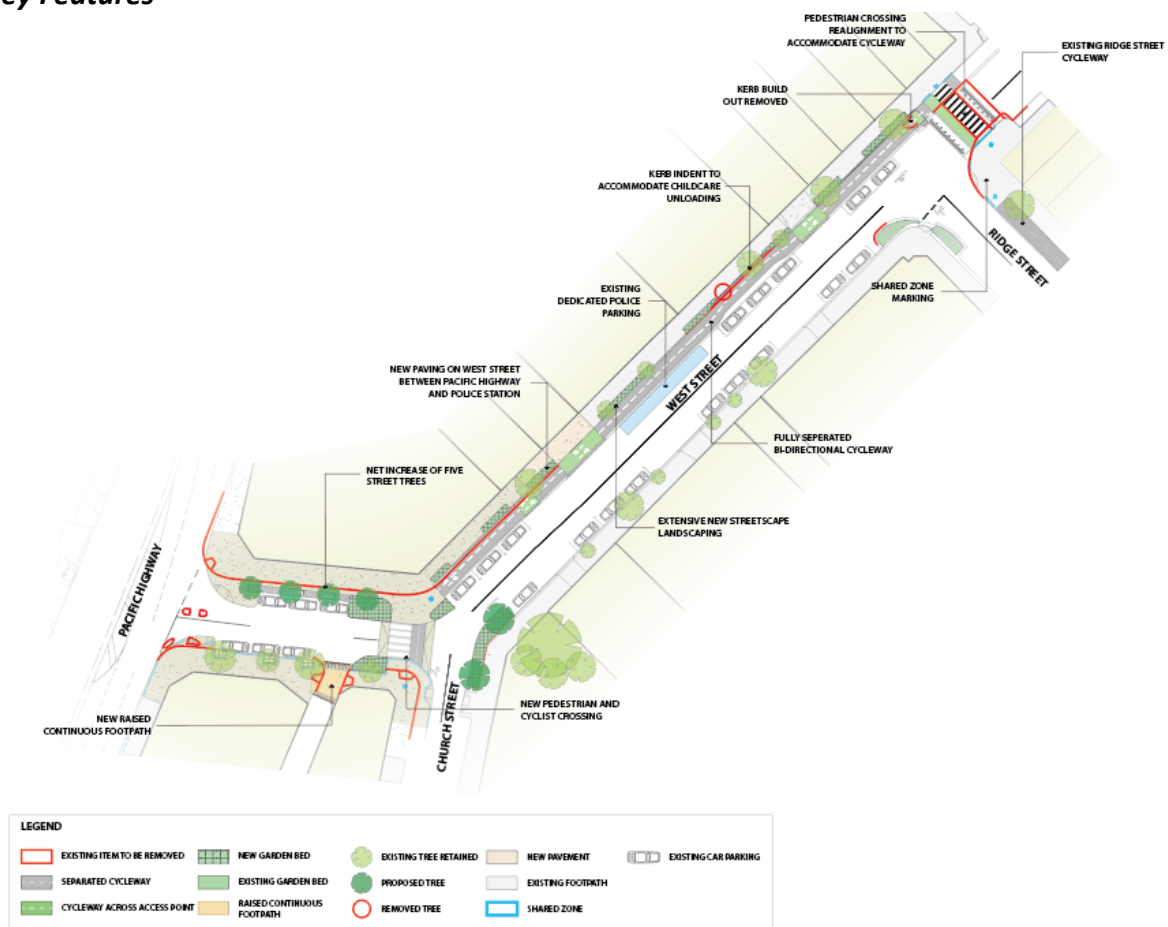 ey Features
PEDESTRIAN CROSSING
REALIGNMENT TO
ACCOMMODATE CYCLEWAY
EXISTING RIDGE STREET
CYCLEWAY
KERB BUILD
OUT REMOVED
KERB INDENT TO
ACCOMMODATE CHILDCARE
UNLOADING
RIDGE STREET
SHARED ZONE
MARKING
EXISTING
DEDICATED POLICE
PARKING
WEST STREET
NEW PAVING ON WEST STREET
BETWEEN PACIFIC HIGHWAY
AND POLICE STATION
FULLY SEPERATED
BI-DIRECTIONAL CYCLEWAY
NET INCREASE OF FIVE
STREET TREES
EXTENSIVE NEW STREETSCAPE
LANDSCAPING
PACIFIC HIGHWAY
CHURCH STREET
NEW PEDESTRIAN AND
CYCLIST CROSSING
NEW RAISED
CONTINUOUS FOOTPATH
LEGEND
EXISTING ITEM TO BE REMOVED
NEW GARDEN BED
EXISTING TREE RETAINED
NEW PAVEMENT
EXISTING CAR PARKING
SEPARATED CYCLEWAY
EXISTING GARDEN BED
PROPOSED TREE
EXISTING FOOTPATH
CYCLEWAY ACROSS ACCESS POINT
RAISED CONTINUOUS
FOOTPATH
REMOVED TREE
SHARED ZONE